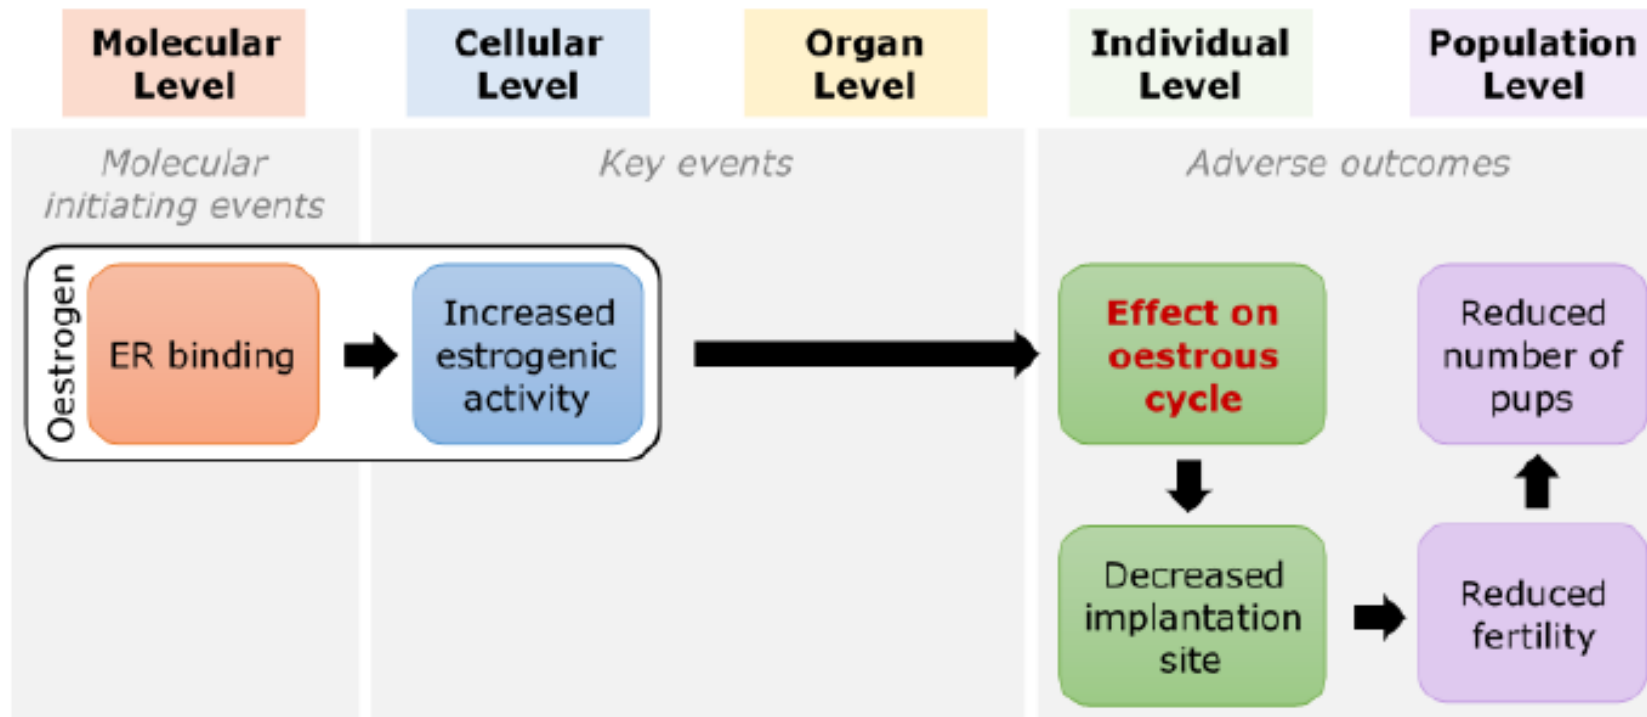 Molecular
Level
Cellular
Level
Organ
Level
Individual
Level
Population
Level
Molecular
initiating events
Key events
Adverse outcomes
Oestrogen
ER binding
Increased
estrogenic
activity
Effect on
oestrous
cycle
Reduced
number of
pups
Decreased
implantation
site
Reduced
fertility